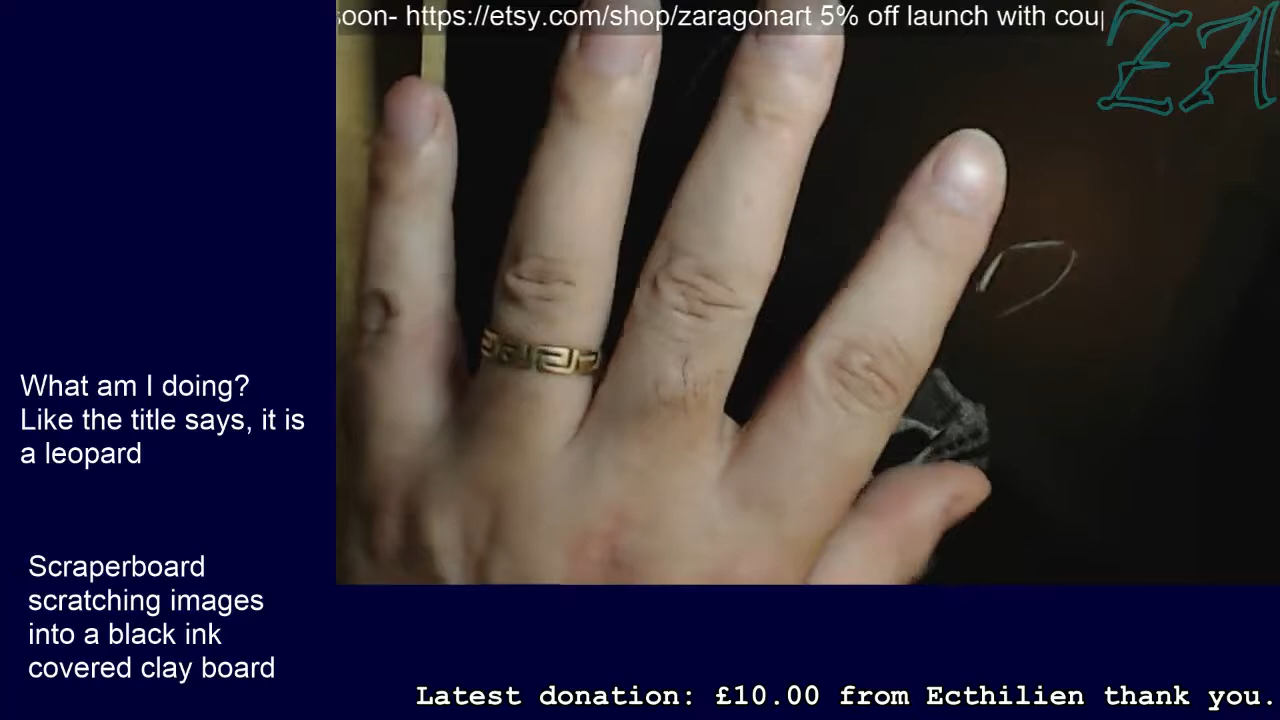 soon- https://etsy.com/shop/zaragonart 5% off launch with
ZA
What am I doing?
Like the title says, it is
a leopard
Scraperboard
scratching images
into a black ink
covered clay board
Latest donation: £10.00 from Ecthilien thank you.